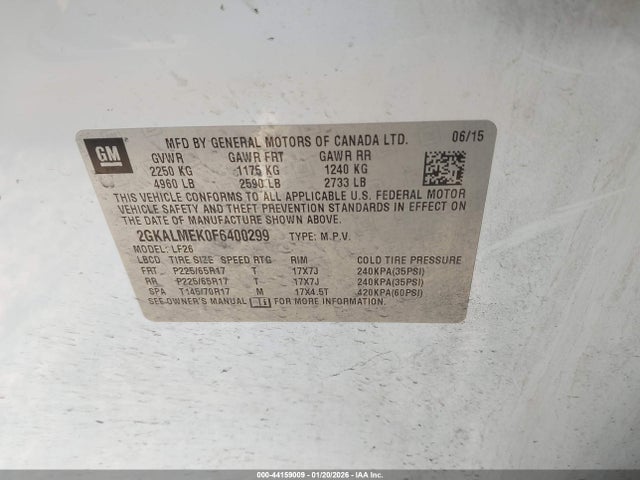 GM
MFD BY GENERAL MOTORS OF CANADA LTD. 06/15
GVWR GAWR FRT GAWR RR
2250 KG 1175 KG 1240 KG
4960 LB 2590 LB 2733 LB
THIS VEHICLE CONFORMS TO ALL APPLICABLE U.S. FEDERAL MOTOR
VEHICLE SAFETY AND THEFT PREVENTION STANDARDS IN EFFECT ON
THE DATE OF MANUFACTURE SHOWN ABOVE.
2GKALMEK0F6400299 TYPE: M.P.V.
MODEL: LF26
LBCD TIRE SIZE SPEED RTG RIM COLD TIRE PRESSURE
FRT P225/65R17 T 17X7J 240KPA(35PSI)
RR P225/65R17 T 17X7J 240KPA(35PSI)
SPA T145/70R17 M 17X4.5T 420KPA(60PSI)
SEE OWNER'S MANUAL FOR MORE INFORMATION.
000-44159009 - 01/20/2026 - IAA Inc.